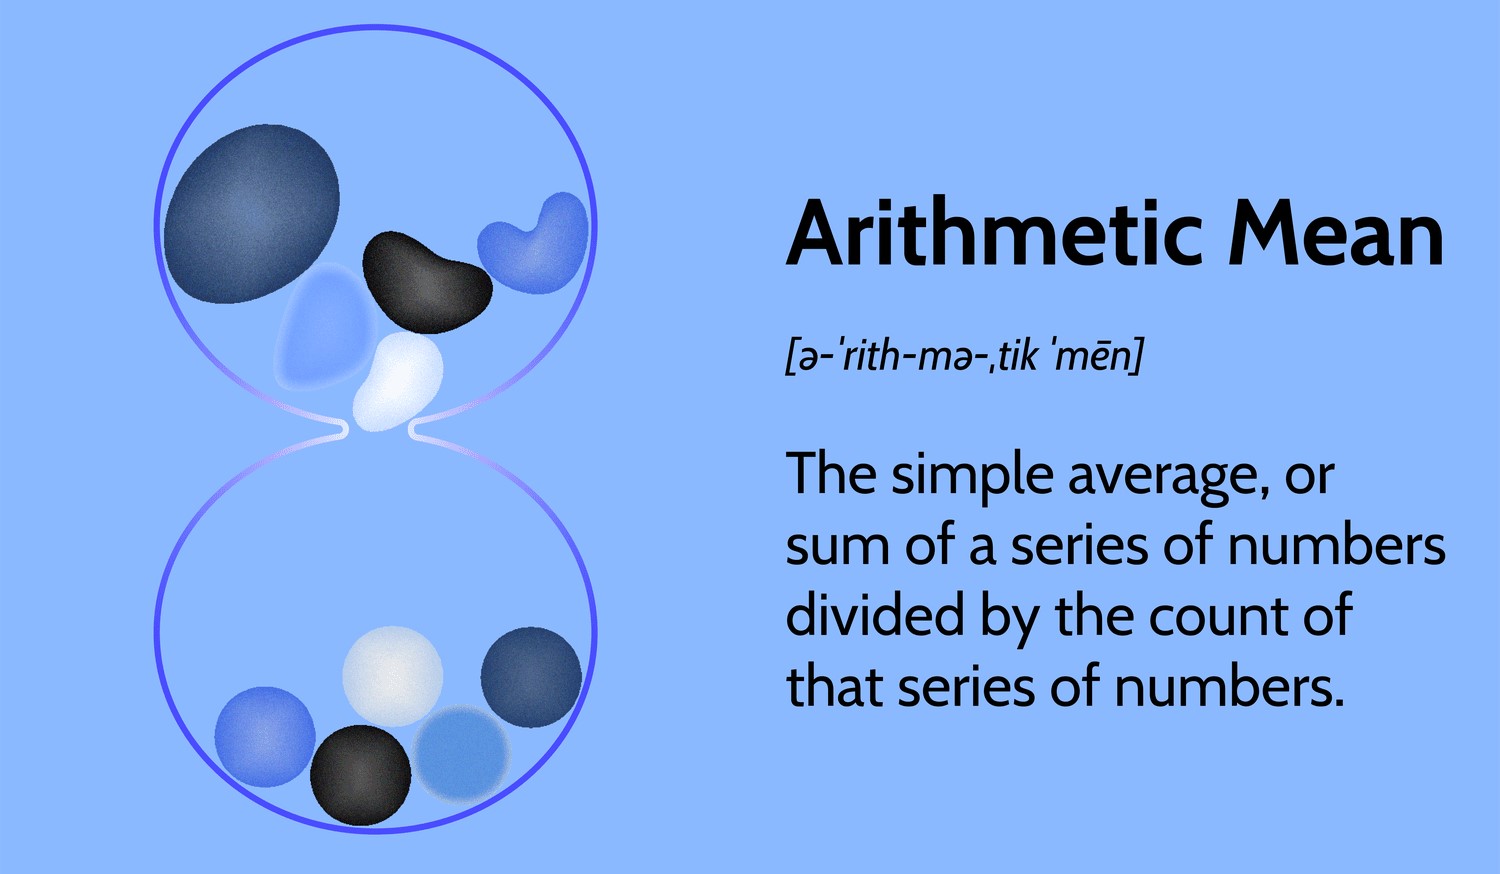 Arithmetic Mean
[ə-ˈrith-mə-ˌtik ˈmēn]
The simple average, or
sum of a series of numbers
divided by the count of
that series of numbers.